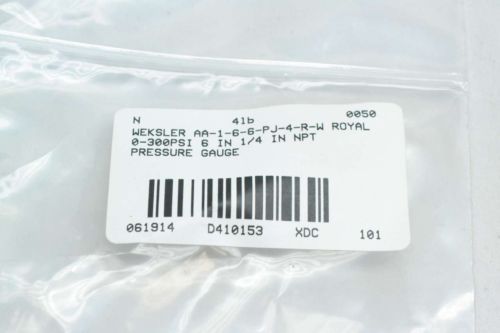 N 41b 0050
WEKSLER AA-1-6-6-PJ-4-R-W ROYAL
0-300PSI 6 IN 1/4 IN NPT
PRESSURE GAUGE
061914 D410153 XDC 101